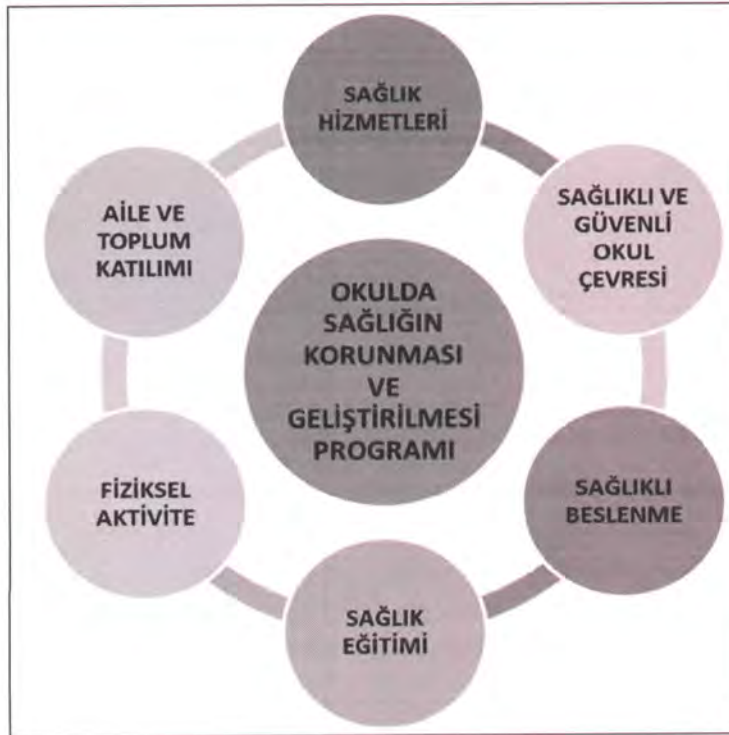 SAĞLIK
HİZMETLERİ
SAĞLIKLI VE
GÜVENLİ
OKUL
ÇEVRESİ
SAĞLIKLI
BESLENME
SAĞLIK
EĞİTİMİ
FİZİKSEL
AKTİVİTE
AİLE VE
TOPLUM
KATILIMI
OKULDA
SAĞLIĞIN
KORUNMASI
VE
GELİŞTİRİLMESİ
PROGRAMI